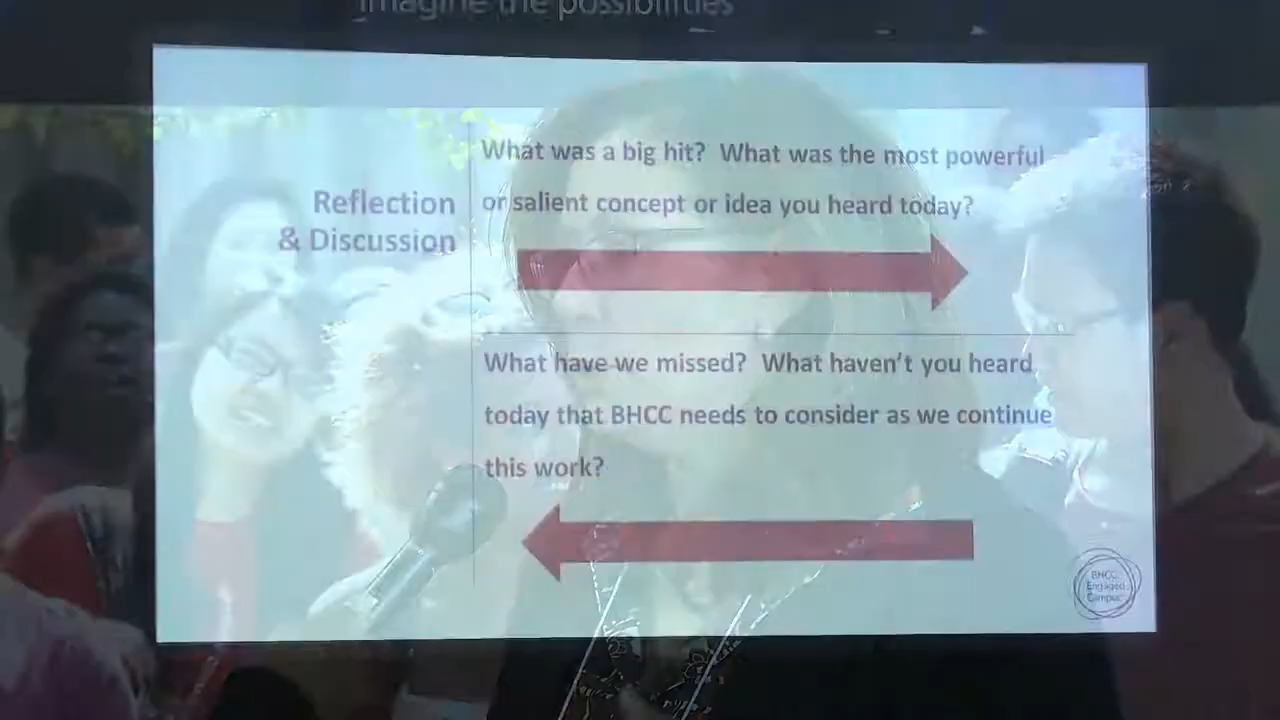 imagine the possibilities
Reflection
& Discussion
What was a big hit?  What was the most powerful
or salient concept or idea you heard today?
What have we missed?  What haven't you heard
today that BHCC needs to consider as we continue
this work?
BHCC
Engaged
Campus